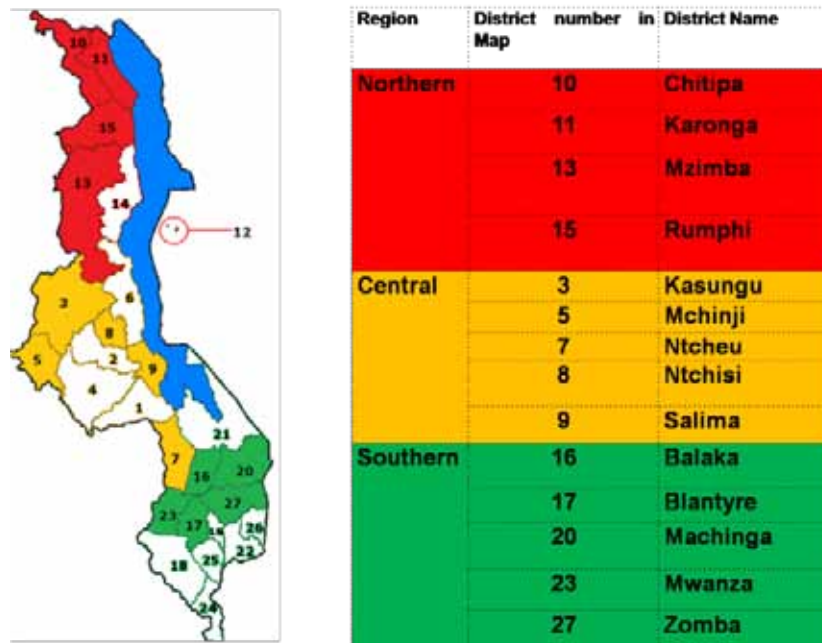 10
11
15
13
14
12
3
6
8
5
2
9
4
1
21
7
16
20
27
23
17
26
22
18
25
24
Region District number in District Name
Map
Northern 10 Chitipa
11 Karonga
13 Mzimba
15 Rumphi
Central 3 Kasungu
5 Mchinji
7 Ntcheu
8 Ntchisi
9 Salima
Southern 16 Balaka
17 Blantyre
20 Machinga
23 Mwanza
27 Zomba